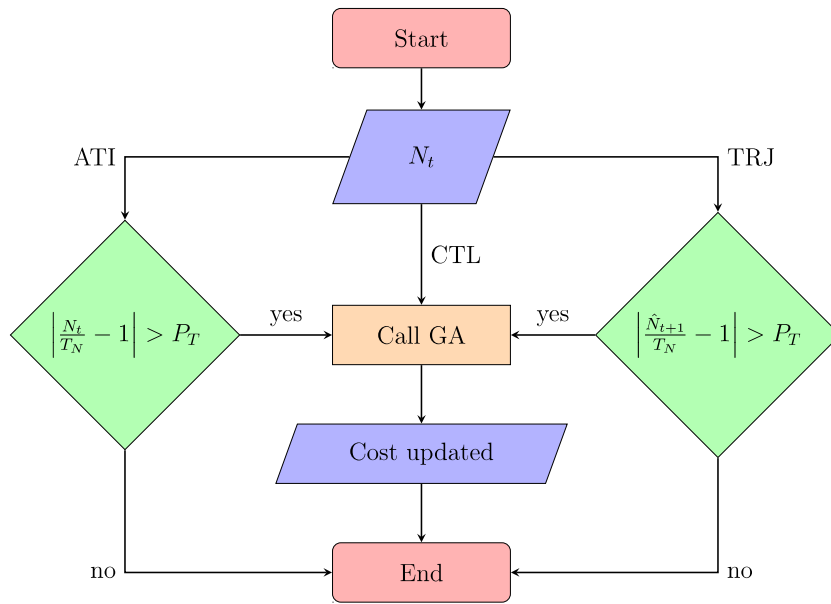 Start
ATI
N_t
TRJ
CTL
|N_t/T_N − 1| > P_T
yes
Call GA
yes
|N̂_{t+1}/T_N − 1| > P_T
Cost updated
no
End
no